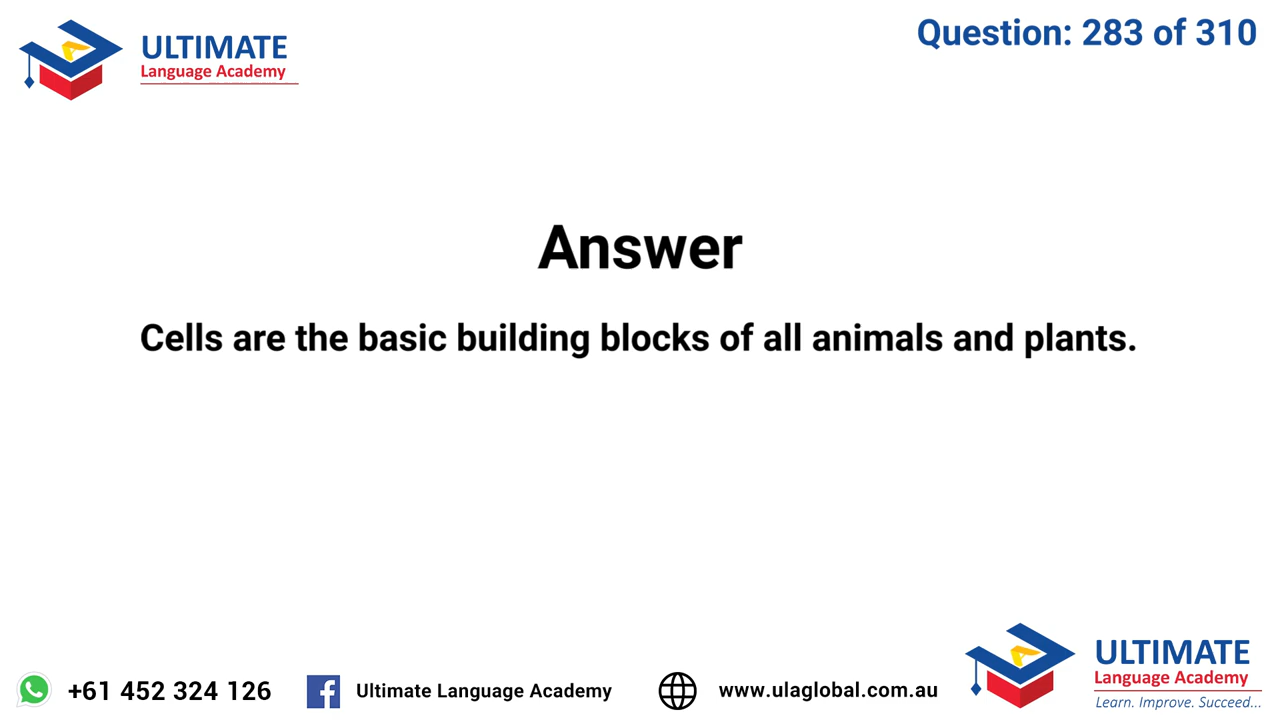 ULTIMATE
Language Academy
Question: 283 of 310
Answer
Cells are the basic building blocks of all animals and plants.
+61 452 324 126
Ultimate Language Academy
www.ulaglobal.com.au
ULTIMATE
Language Academy
Learn. Improve. Succeed...